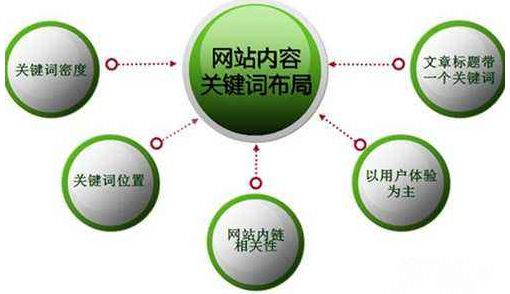 网站内容
关键词布局
关键词密度
文章标题带
一个关键词
关键词位置
以用户体验
为主
网站内链
相关性